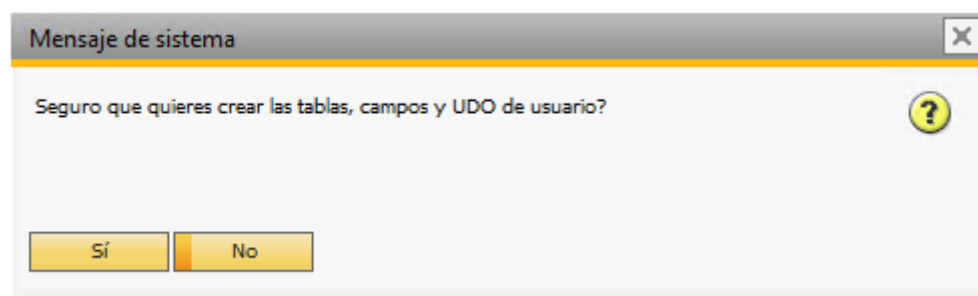 Mensaje de sistema
Seguro que quieres crear las tablas, campos y UDO de usuario?
Sí
No